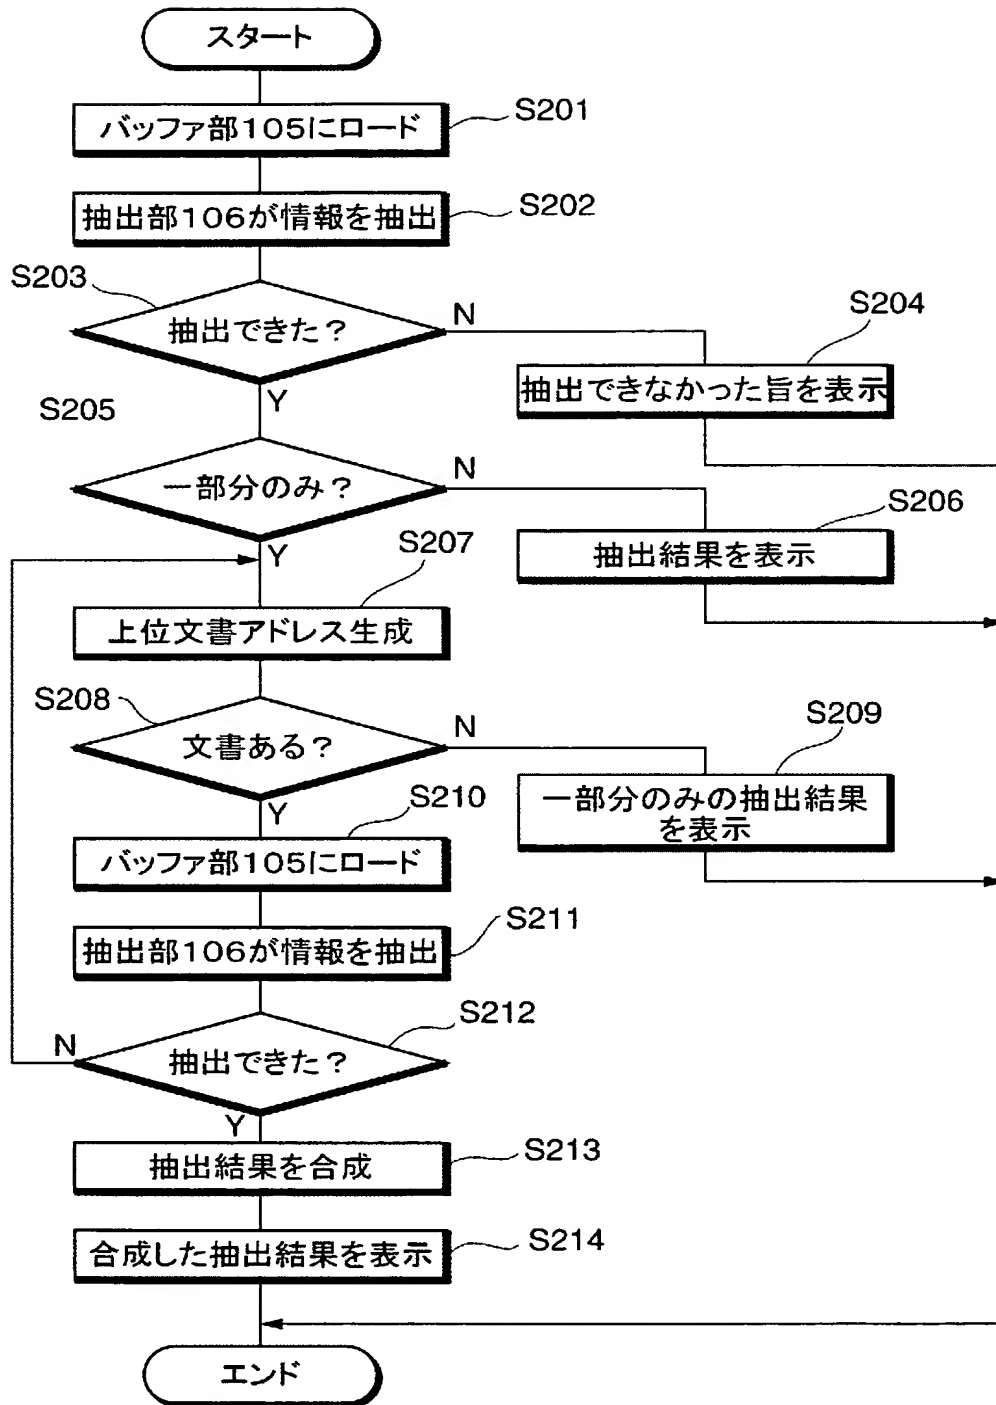 スタート
バッファ部105にロード
S201
抽出部106が情報を抽出
S202
S203
抽出できた？
N
S204
抽出できなかった旨を表示
Y
S205
一部分のみ？
N
S206
抽出結果を表示
Y
S207
上位文書アドレス生成
S208
文書ある？
N
S209
一部分のみの抽出結果
を表示
Y
S210
バッファ部105にロード
抽出部106が情報を抽出
S211
S212
抽出できた？
N
Y
抽出結果を合成
S213
合成した抽出結果を表示
S214
エンド